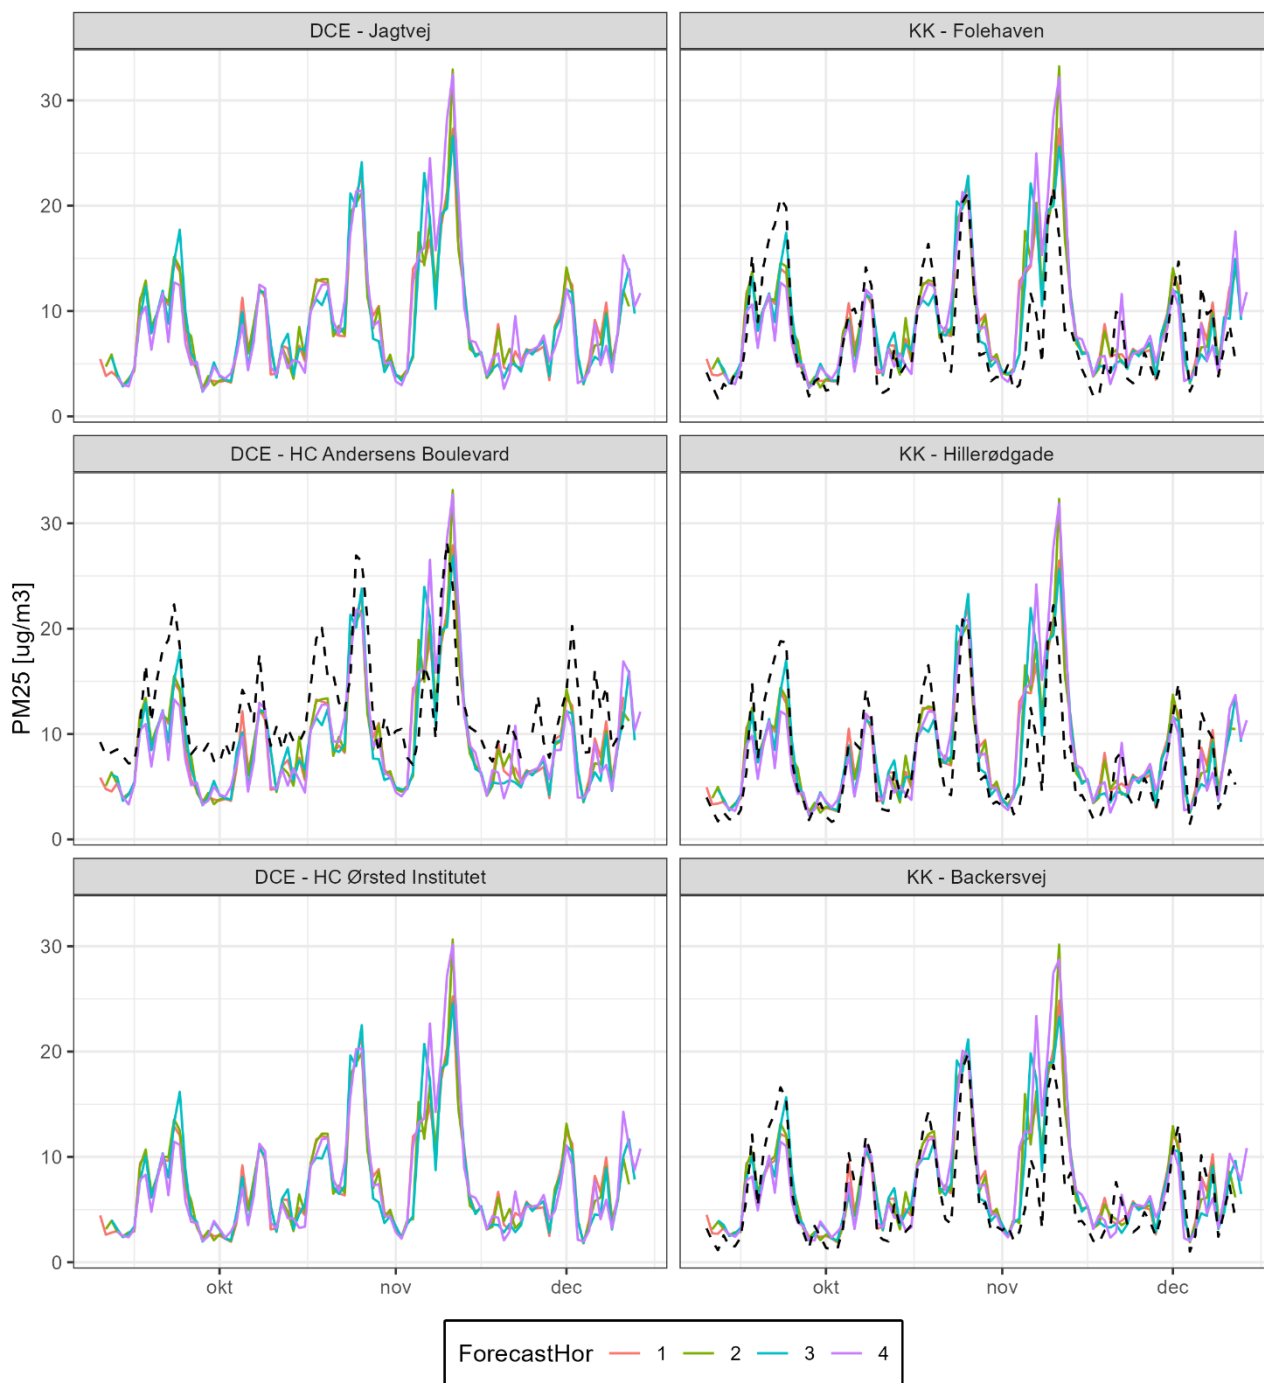 DCE - Jagtvej
KK - Folehaven
30
20
10
0
DCE - HC Andersens Boulevard
KK - Hillerødgade
30
20
10
0
PM25 [ug/m3]
DCE - HC Ørsted Institutet
KK - Backersvej
30
20
10
0
okt nov dec okt nov dec
ForecastHor 1 2 3 4